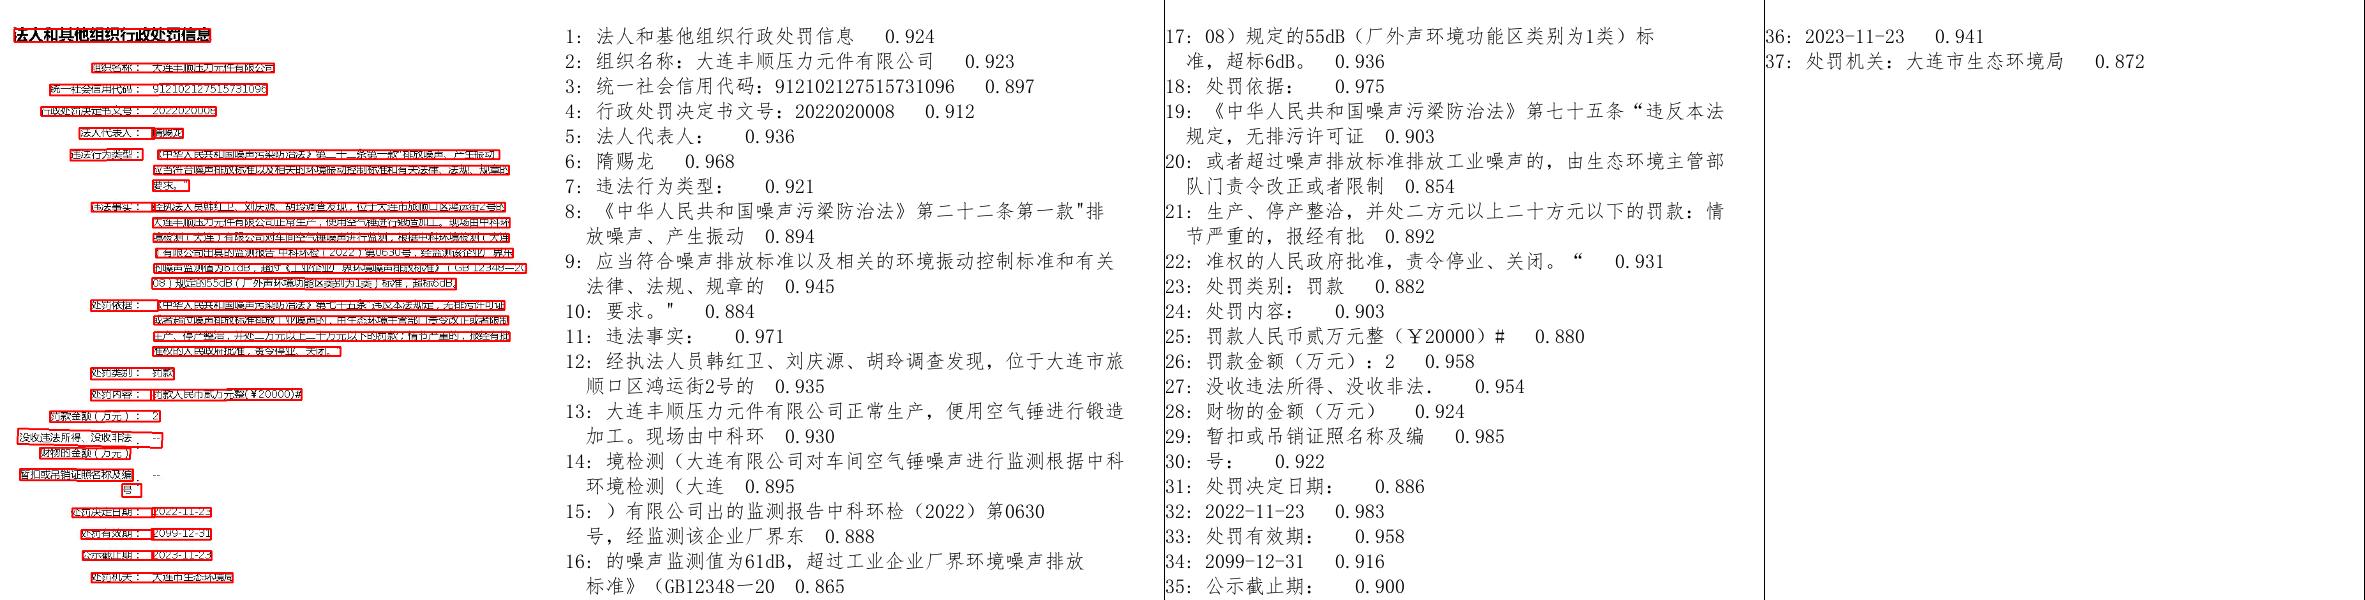 法人和其他组织行政处罚信息
组织名称： 大连丰顺压力元件有限公司
统一社会信用代码： 912102127515731096
行政处罚决定书文号： 2022020008
法人代表人： 隋赐龙
违法行为类型： 《中华人民共和国噪声污染防治法》第二十二条第一款"排放噪声、产生振动
应当符合噪声排放标准以及相关的环境振动控制标准和有关法律、法规、规章的
要求。"
违法事实： 经执法人员韩红卫、刘庆源、胡玲调查发现，位于大连市旅顺口区鸿运街2号的
大连丰顺压力元件有限公司正常生产，使用空气锤进行锻造加工。现场由中科环
境检测（大连）有限公司对车间空气锤噪声进行监测，根据中科环境检测（大连
）有限公司出具的监测报告 中科环检（2022）第0630号，经监测该企业厂界东
的噪声监测值为61dB，超过《工业企业厂界环境噪声排放标准》（GB 12348—20
08）规定的55dB（厂外声环境功能区类别为1类）标准，超标6dB。
处罚依据： 《中华人民共和国噪声污染防治法》第七十五条"违反本法规定，无排污许可证
或者超过噪声排放标准排放工业噪声的，由生态环境主管部门责令改正或者限制
生产、停产整治，并处二万元以上二十万元以下的罚款；情节严重的，报经有批
准权的人民政府批准，责令停业、关闭。"
处罚类别： 罚款
处罚内容： 罚款人民币贰万元整(￥20000)#
罚款金额（万元）： 2
没收违法所得、没收非法 --
财物的金额（万元）
暂扣或吊销证照名称及编 --
号：
处罚决定日期： 2022-11-23
处罚有效期： 2099-12-31
公示截止期： 2023-11-23
处罚机关： 大连市生态环境局
1: 法人和基他组织行政处罚信息 0.924
2: 组织名称：大连丰顺压力元件有限公司 0.923
3: 统一社会信用代码：912102127515731096 0.897
4: 行政处罚决定书文号：2022020008 0.912
5: 法人代表人： 0.936
6: 隋赐龙 0.968
7: 违法行为类型： 0.921
8: 《中华人民共和国噪声污梁防治法》第二十二条第一款"排
放噪声、产生振动 0.894
9: 应当符合噪声排放标准以及相关的环境振动控制标准和有关
法律、法规、规章的 0.945
10: 要求。" 0.884
11: 违法事实： 0.971
12: 经执法人员韩红卫、刘庆源、胡玲调查发现，位于大连市旅
顺口区鸿运街2号的 0.935
13: 大连丰顺压力元件有限公司正常生产，便用空气锤进行锻造
加工。现场由中科环 0.930
14: 境检测（大连有限公司对车间空气锤噪声进行监测根据中科
环境检测（大连 0.895
15: ）有限公司出的监测报告中科环检（2022）第0630
号，经监测该企业厂界东 0.888
16: 的噪声监测值为61dB，超过工业企业厂界环境噪声排放
标准》（GB12348一20 0.865
17: 08）规定的55dB（厂外声环境功能区类别为1类）标
准，超标6dB。 0.936
18: 处罚依据： 0.975
19: 《中华人民共和国噪声污梁防治法》第七十五条“违反本法
规定，无排污许可证 0.903
20: 或者超过噪声排放标准排放工业噪声的，由生态环境主管部
队门责令改正或者限制 0.854
21: 生产、停产整洽，并处二方元以上二十方元以下的罚款：情
节严重的，报经有批 0.892
22: 准权的人民政府批准，责令停业、关闭。“ 0.931
23: 处罚类别：罚款 0.882
24: 处罚内容： 0.903
25: 罚款人民币贰万元整（￥20000）# 0.880
26: 罚款金额（万元）：2 0.958
27: 没收违法所得、没收非法． 0.954
28: 财物的金额（万元） 0.924
29: 暂扣或吊销证照名称及编 0.985
30: 号： 0.922
31: 处罚决定日期： 0.886
32: 2022-11-23 0.983
33: 处罚有效期： 0.958
34: 2099-12-31 0.916
35: 公示截止期： 0.900
36: 2023-11-23 0.941
37: 处罚机关：大连市生态环境局 0.872